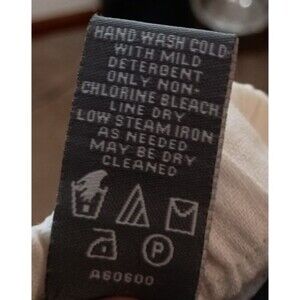 HAND WASH COLD
WITH MILD
DETERBENT
ONLY NON-
CHLORINE BLEACH
LINE DRY
LOW STEAM IRON
AS NEEDED
MAY BE DRY
CLEANED
P
A60600